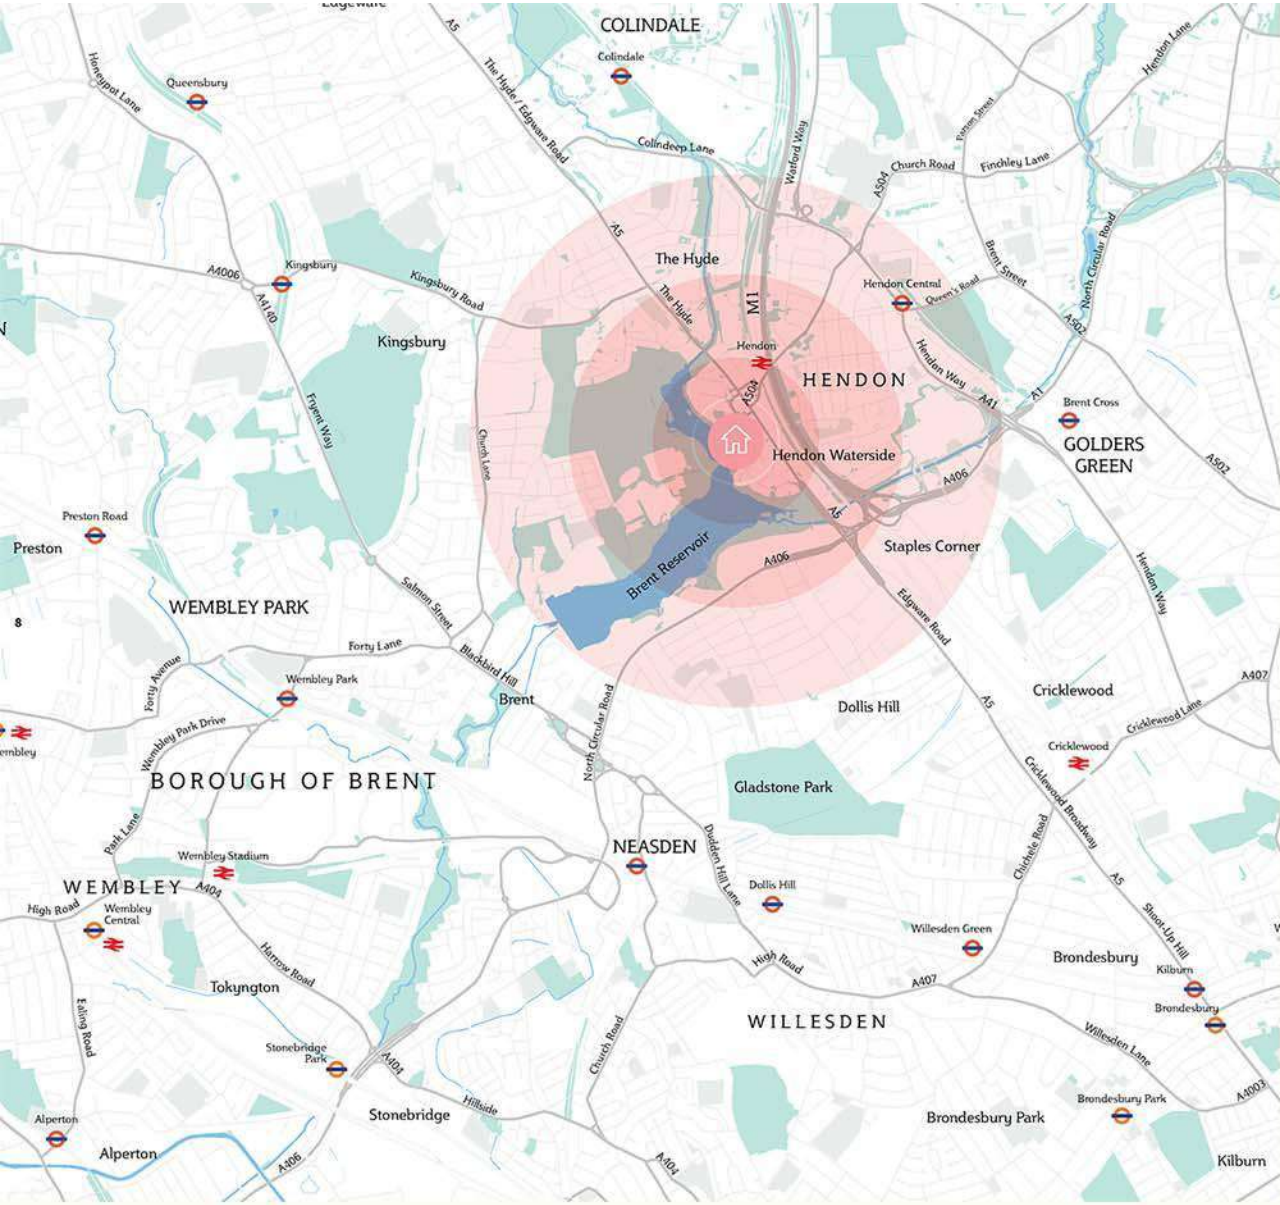 Edgeware
COLINDALE
A5
Colindale
Hendon Lane
Honeypot Lane
Queensbury
The Hyde / Edgware Road
Parson Street
Colindeep Lane
Watford Way
Church Road
Finchley Lane
A504
A5
The Hyde
Brent Street
North Circular Road
Kingsbury
A4006
Kingsbury Road
Hendon Central
Queen's Road
A4140
The Hyde
M1
A502
N
Kingsbury
Hendon
Hendon Way
HENDON
A504
A41
A1
Brent Cross
Fryent Way
Church Lane
GOLDERS
GREEN
Hendon Waterside
A502
A406
Preston Road
A5
Preston
Brent Reservoir
A406
Staples Corner
Hendon Way
Salmon Street
Edgware Road
WEMBLEY PARK
8
Forty Lane
Blackbird Hill
Forty Avenue
Wembley Park
A407
Brent
A5
Cricklewood
Dollis Hill
Cricklewood Lane
Wembley Park Drive
North Circular Road
embley
Cricklewood
BOROUGH OF BRENT
Gladstone Park
Cricklewood Broadway
Park Lane
NEASDEN
Dudden Hill Lane
Chichele Road
Wembley Stadium
WEMBLEY
A404
Dollis Hill
A5
High Road
Wembley
Central
Willesden Green
Shoot-Up Hill
W
Harrow Road
High Road
Brondesbury
Kilburn
Tokyngton
A407
Brondesbury
Ealing Road
WILLESDEN
Stonebridge
Park
A404
Church Road
Willesden Lane
Hillside
A4003
Stonebridge
Brondesbury Park
Brondesbury Park
Alperton
Alperton
A406
A404
Kilburn